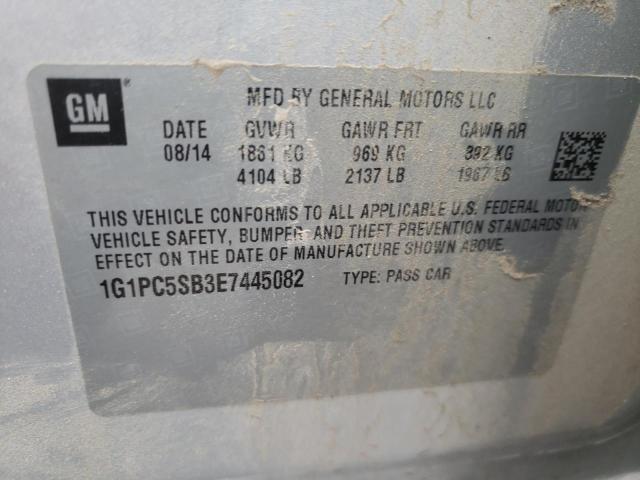 GM ®
MFD BY GENERAL MOTORS LLC
DATE GVWR GAWR FRT GAWR RR
08/14 1861 KG 969 KG 892 KG
4104 LB 2137 LB 1967 LB
THIS VEHICLE CONFORMS TO ALL APPLICABLE U.S. FEDERAL MOTOR
VEHICLE SAFETY, BUMPER, AND THEFT PREVENTION STANDARDS IN
EFFECT ON THE DATE OF MANUFACTURE SHOWN ABOVE.
1G1PC5SB3E7445082 TYPE: PASS CAR